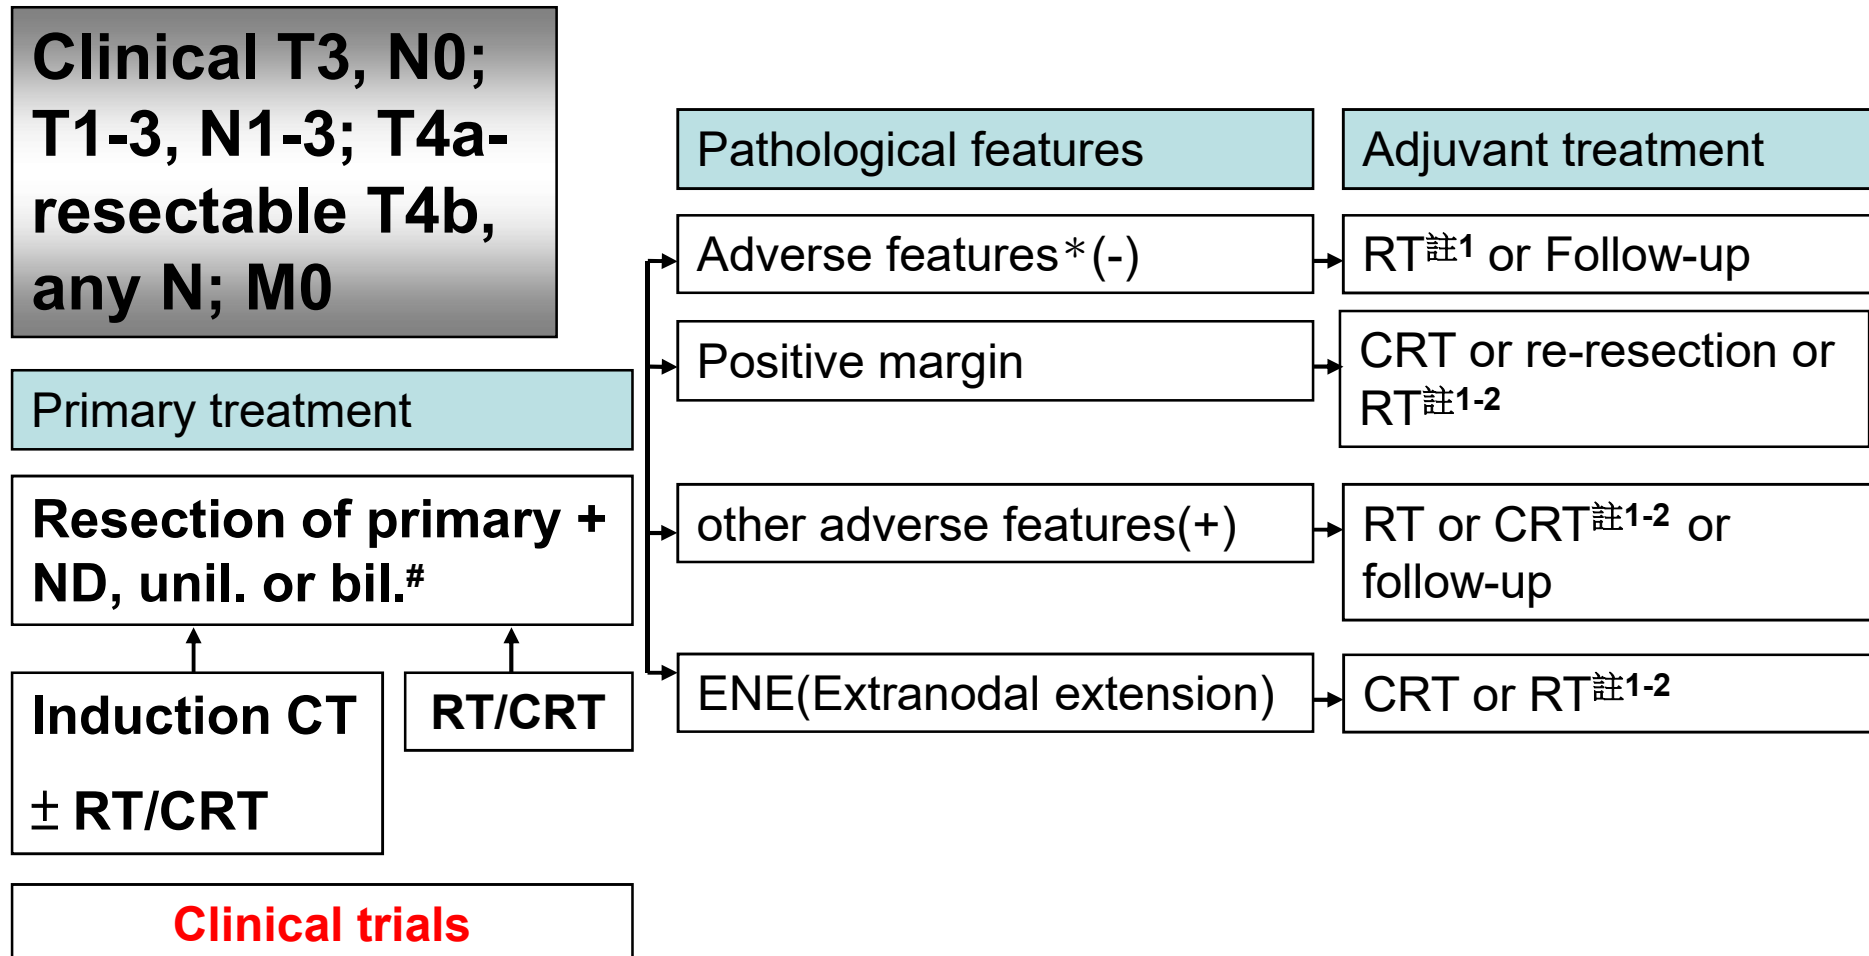 Clinical T3, N0;
T1-3, N1-3; T4a-
resectable T4b,
any N; M0
Primary treatment
Resection of primary +
ND, unil. or bil.#
Induction CT
± RT/CRT
RT/CRT
Clinical trials
Pathological features
Adjuvant treatment
Adverse features*(-)
RT註1 or Follow-up
Positive margin
CRT or re-resection or
RT註1-2
other adverse features(+)
RT or CRT註1-2 or
follow-up
ENE(Extranodal extension)
CRT or RT註1-2